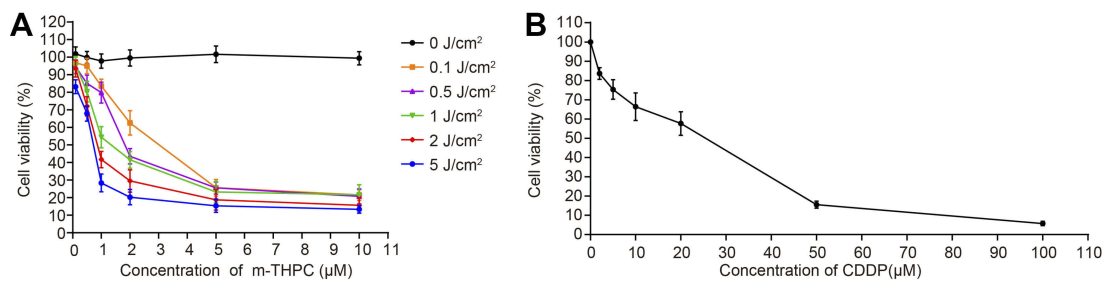 A
120
110
100
90
80
70
60
50
40
30
20
10
0
Cell viability (%)
0 1 2 3 4 5 6 7 8 9 10 11
Concentration of m-THPC (μM)
0 J/cm²
0.1 J/cm²
0.5 J/cm²
1 J/cm²
2 J/cm²
5 J/cm²
B
110
100
90
80
70
60
50
40
30
20
10
0
Cell viability (%)
0 10 20 30 40 50 60 70 80 90 100 110
Concentration of CDDP(μM)